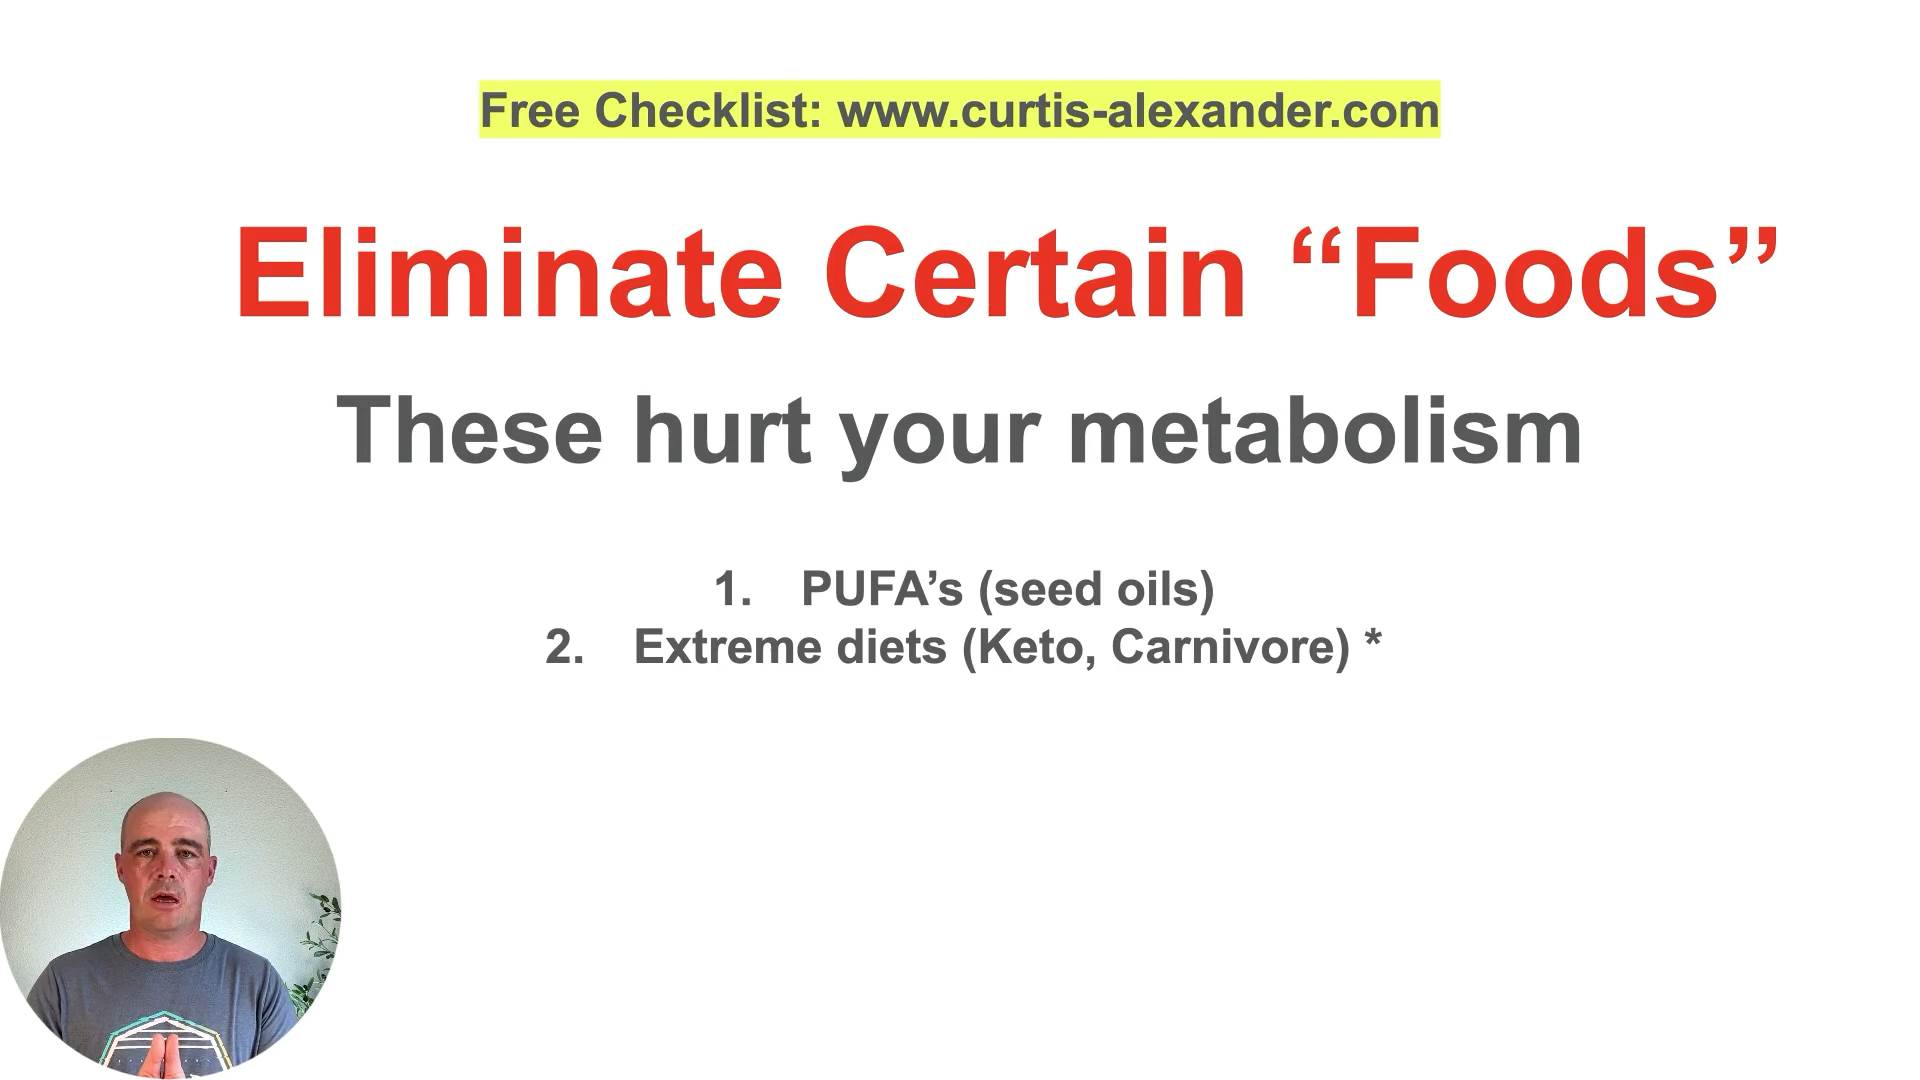 Free Checklist: www.curtis-alexander.com
Eliminate Certain “Foods”
These hurt your metabolism
1. PUFA’s (seed oils)
2. Extreme diets (Keto, Carnivore) *